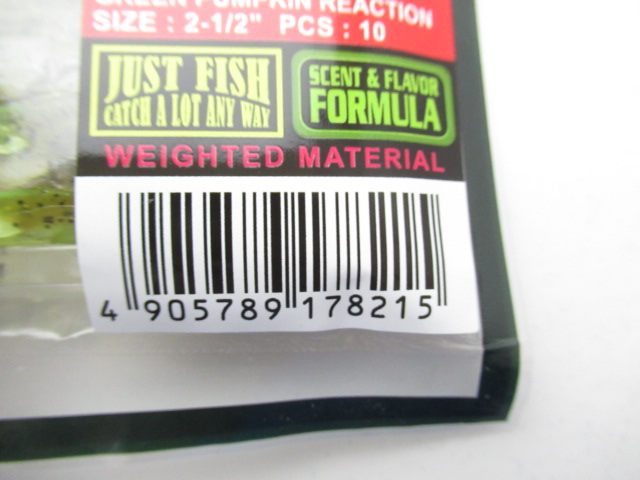 GREEN PUMPKIN REACTION
SIZE : 2-1/2" PCS : 10
JUST FISH
CATCH A LOT ANY WAY
SCENT & FLAVOR
FORMULA
WEIGHTED MATERIAL
4 905789 178215